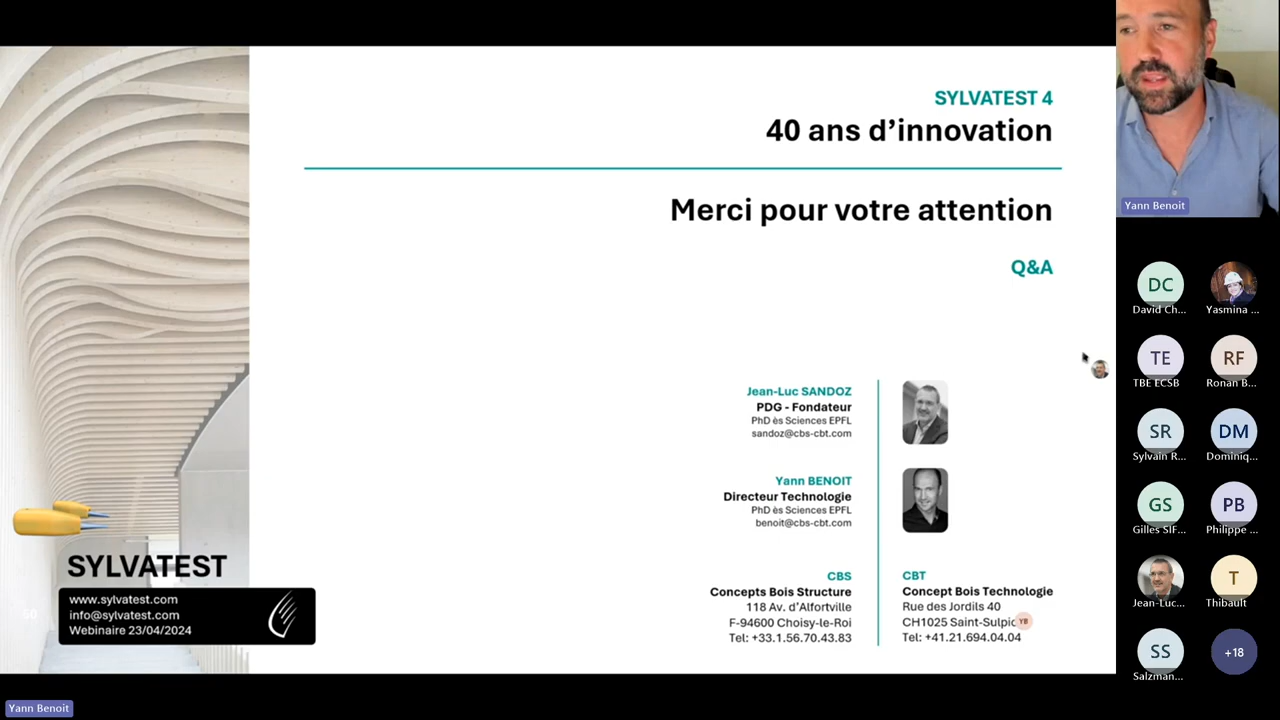 SYLVATEST 4
40 ans d’innovation
Merci pour votre attention
Q&A
Jean-Luc SANDOZ
PDG - Fondateur
PhD ès Sciences EPFL
sandoz@cbs-cbt.com
Yann BENOIT
Directeur Technologie
PhD ès Sciences EPFL
benoit@cbs-cbt.com
CBS
Concepts Bois Structure
118 Av. d’Alfortville
F-94600 Choisy-le-Roi
Tel: +33.1.56.70.43.83
CBT
Concept Bois Technologie
Rue des Jordils 40
CH1025 Saint-Sulpic
YB
Tel: +41.21.694.04.04
SYLVATEST
www.sylvatest.com
info@sylvatest.com
Webinaire 23/04/2024
Yann Benoit
DC
David Ch...
Yasmina ...
TE
TBE ECSB
RF
Ronan B...
SR
Sylvain R...
DM
Dominiq...
GS
Gilles SIF...
PB
Philippe ...
Jean-Luc...
T
Thibault
SS
Salzman...
+18
Yann Benoit